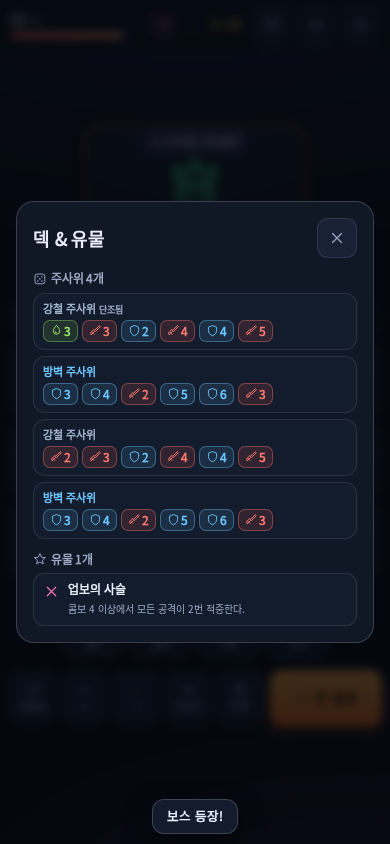 덱 & 유물
주사위 4개
강철 주사위 단조됨
3 3 2 4 4 5
방벽 주사위
3 4 2 5 6 3
강철 주사위
2 3 2 4 4 5
방벽 주사위
3 4 2 5 6 3
유물 1개
업보의 사슬
콤보 4 이상에서 모든 공격이 2번 적중한다.
보스 등장!